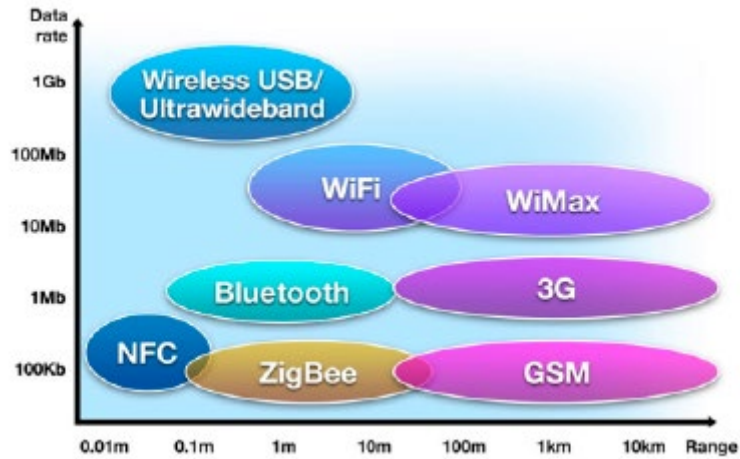 Data
rate
1Gb
Wireless USB/
Ultrawideband
100Mb
WiFi
WiMax
10Mb
Bluetooth
3G
1Mb
NFC
ZigBee
GSM
100Kb
0.01m 0.1m 1m 10m 100m 1km 10km Range